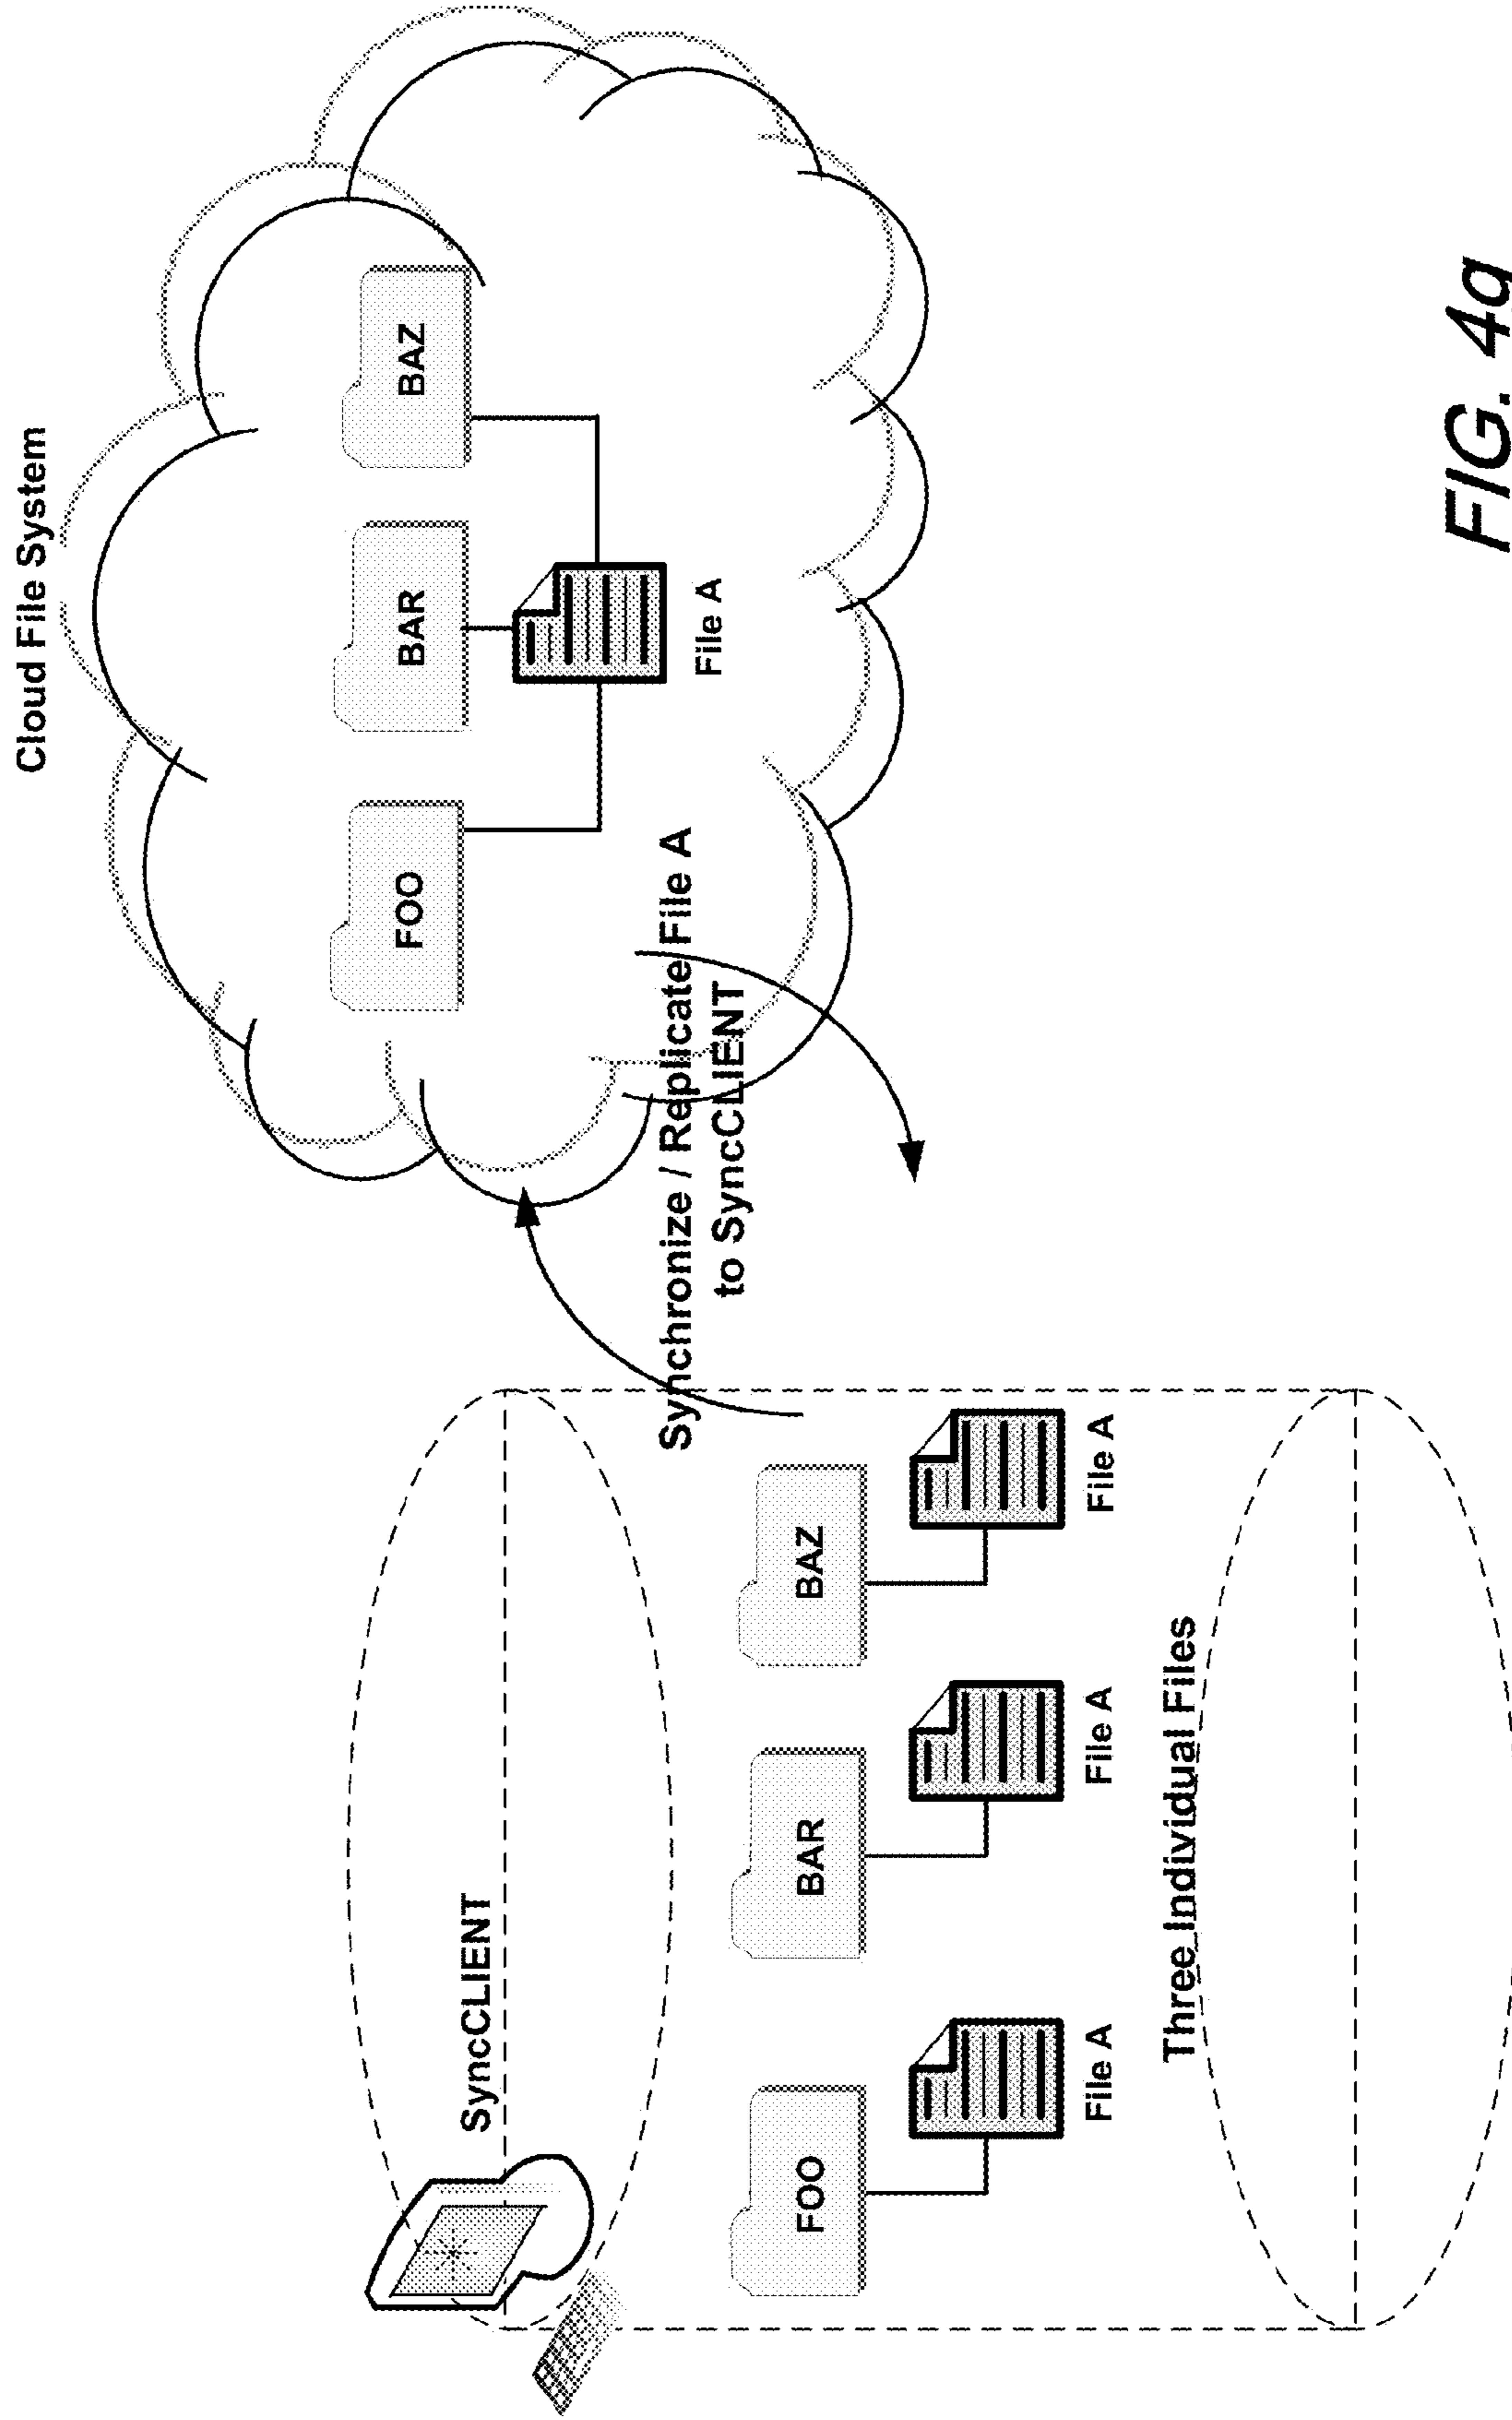 Cloud File System
FOO
BAR
BAZ
File A
Synchronize / Replicate File A
to SyncCLIENT
SyncCLIENT
FOO
BAR
BAZ
File A
File A
File A
Three Individual Files
FIG.